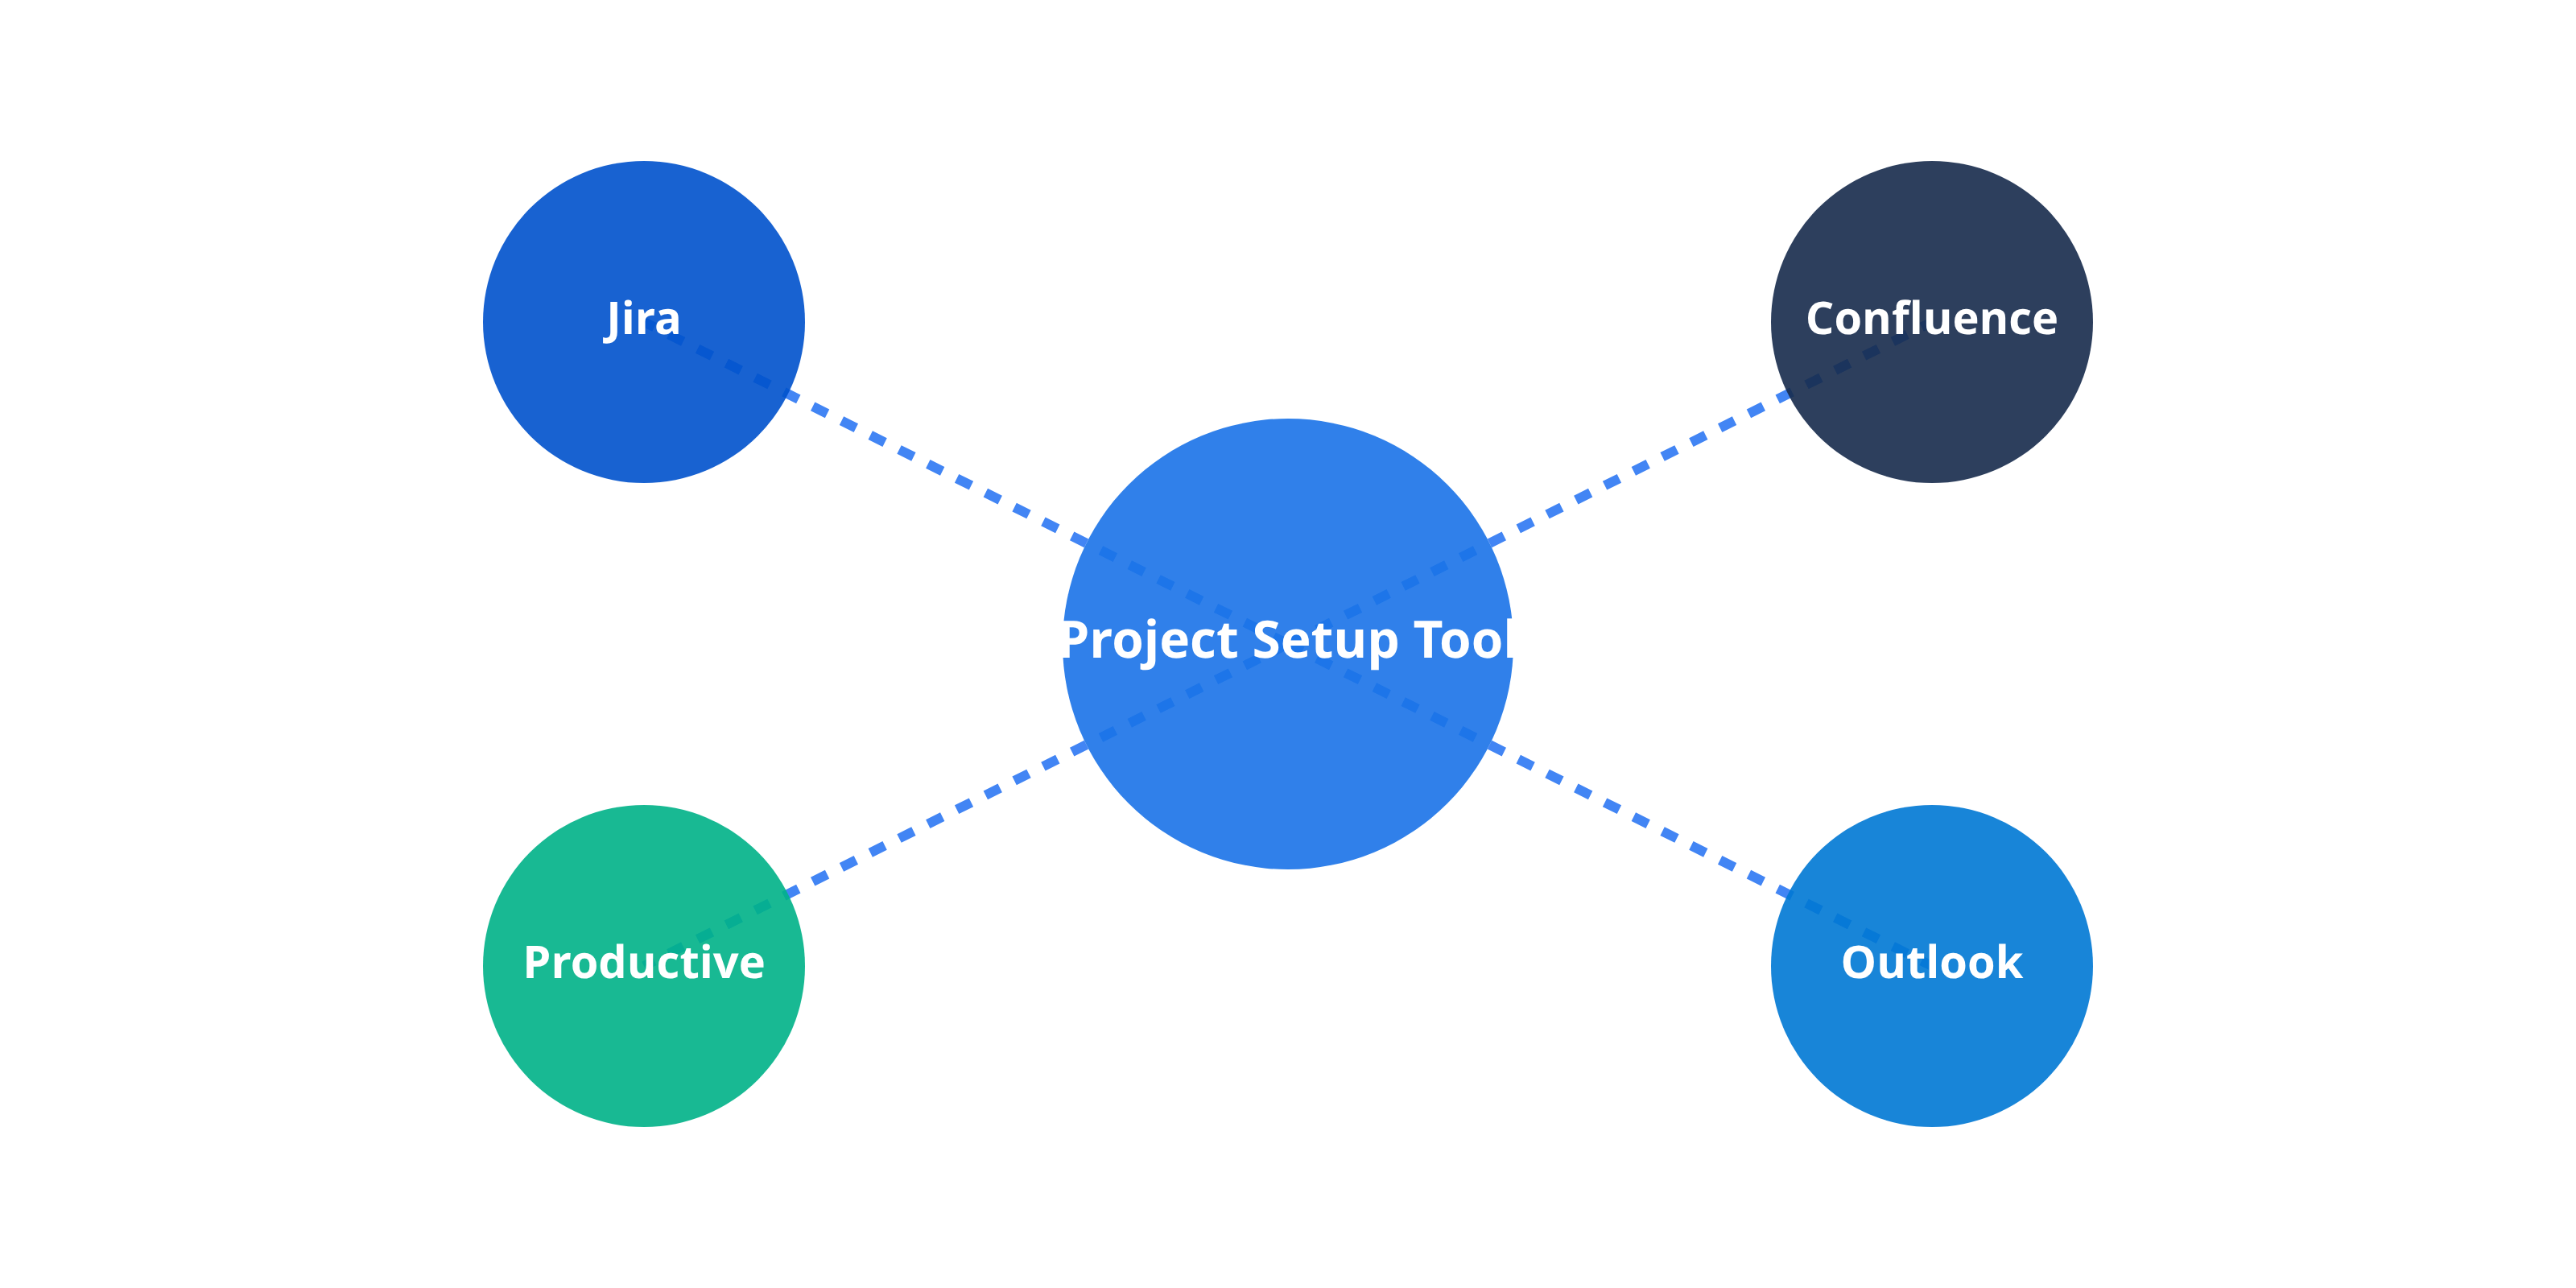 Jira
Confluence
Project Setup Tool
Productive
Outlook